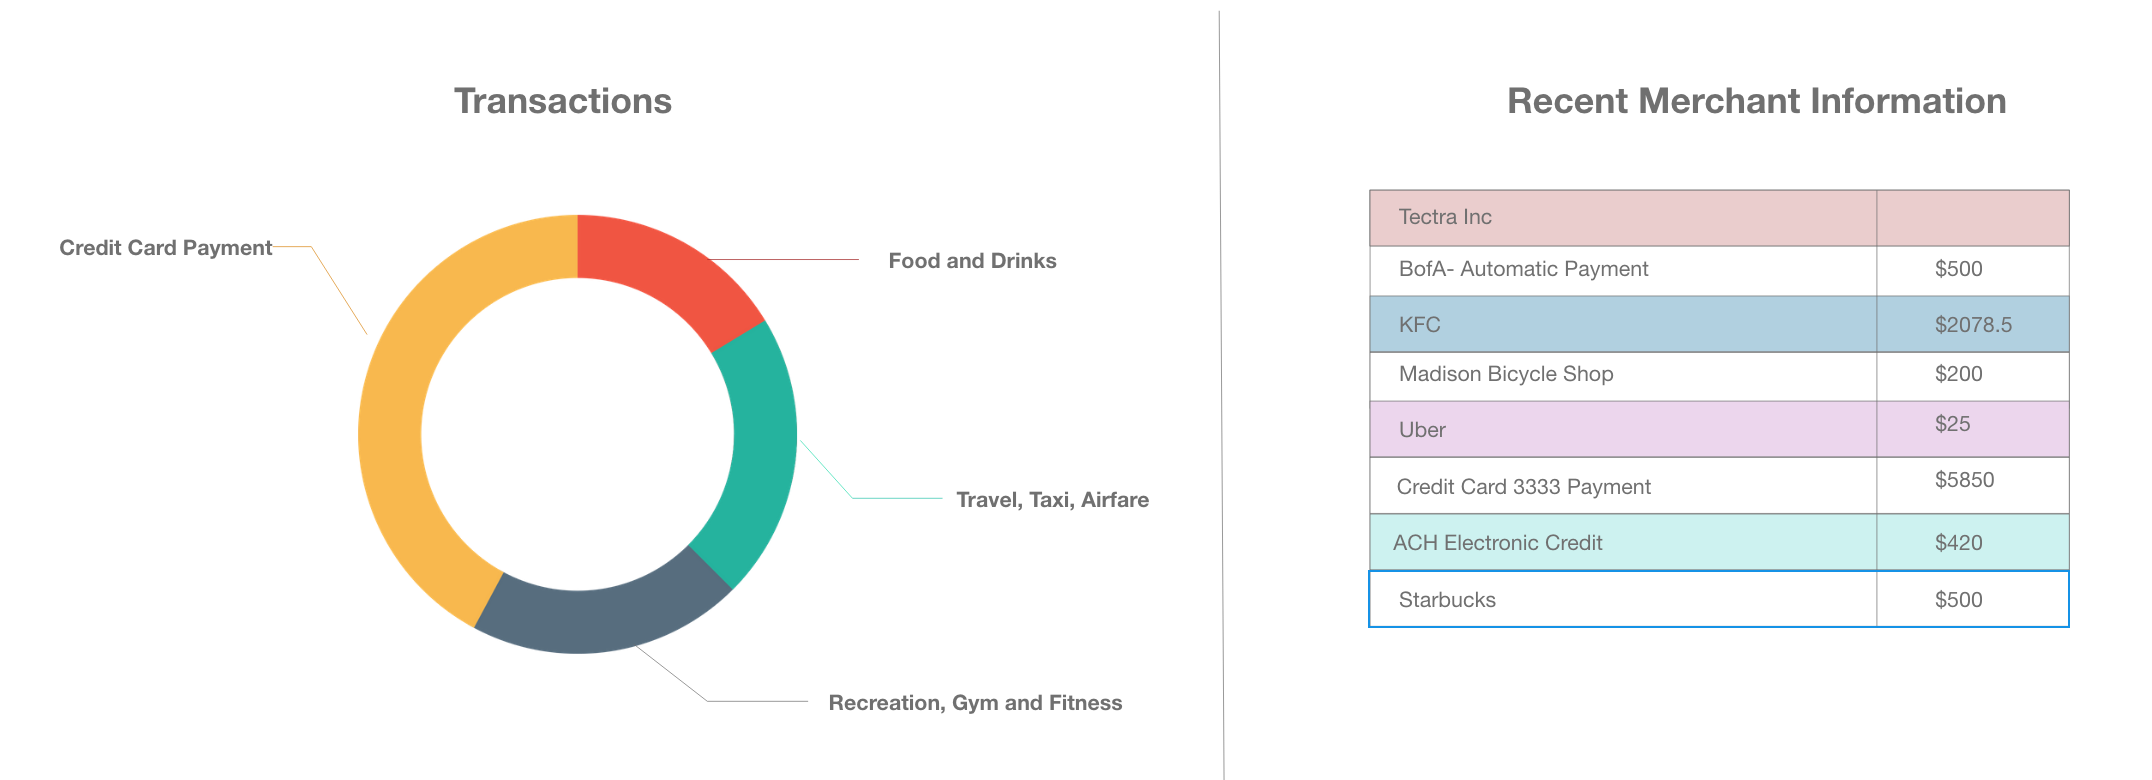 Transactions
Credit Card Payment
Food and Drinks
Travel, Taxi, Airfare
Recreation, Gym and Fitness
Recent Merchant Information
Tectra Inc
BofA- Automatic Payment $500
KFC $2078.5
Madison Bicycle Shop $200
Uber $25
Credit Card 3333 Payment $5850
ACH Electronic Credit $420
Starbucks $500